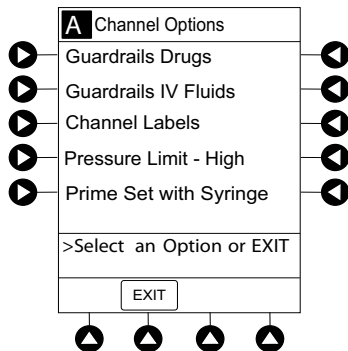 A Channel Options
Guardrails Drugs
Guardrails IV Fluids
Channel Labels
Pressure Limit - High
Prime Set with Syringe
>Select an Option or EXIT
EXIT